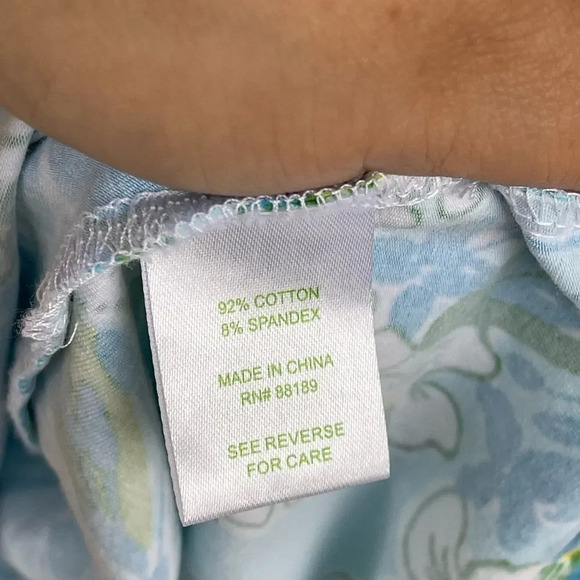 92% COTTON
8% SPANDEX
MADE IN CHINA
RN# 88189
SEE REVERSE
FOR CARE